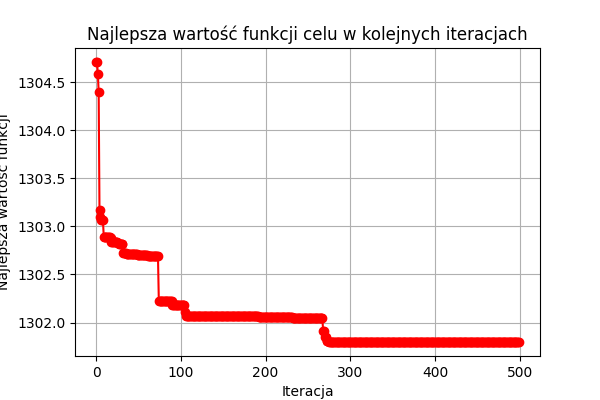 Najlepsza wartość funkcji celu w kolejnych iteracjach
Najlepsza wartość funkcji
1304.5
1304.0
1303.5
1303.0
1302.5
1302.0
0 100 200 300 400 500
Iteracja